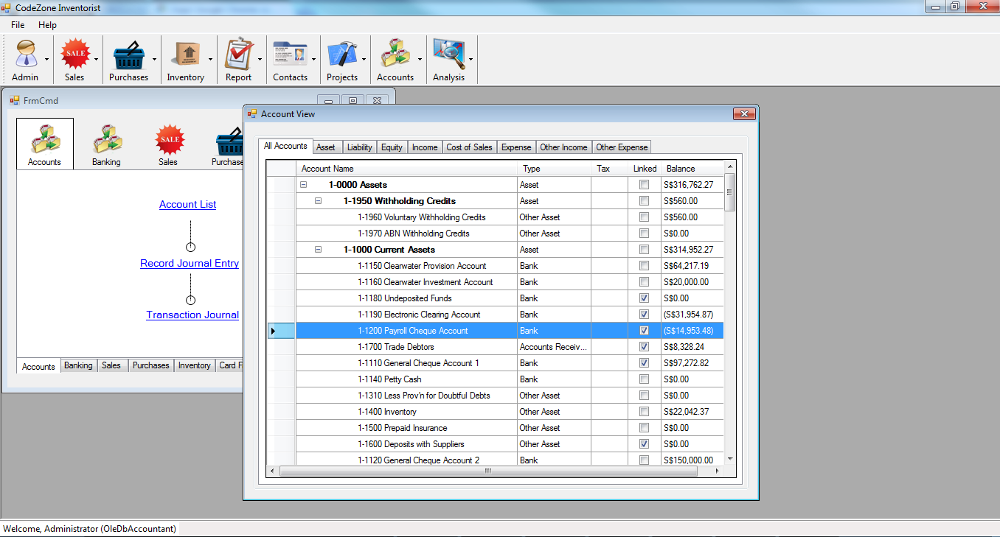 CodeZone Inventorist
File Help
Admin Sales Purchases Inventory Report Contacts Projects Accounts Analysis
SALE
FrmCmd
SALE
Accounts Banking Sales Purchase
Account List
Record Journal Entry
Transaction Journal
Accounts Banking Sales Purchases Inventory Card F
Account View
All Accounts Asset Liability Equity Income Cost of Sales Expense Other Income Other Expense
Account Name Type Tax Linked Balance
1-0000 Assets Asset S$316,762.27
1-1950 Withholding Credits Asset S$560.00
1-1960 Voluntary Withholding Credits Other Asset S$560.00
1-1970 ABN Withholding Credits Other Asset S$0.00
1-1000 Current Assets Asset S$314,952.27
1-1150 Clearwater Provision Account Bank S$64,217.19
1-1160 Clearwater Investment Account Bank S$20,000.00
1-1180 Undeposited Funds Bank S$0.00
1-1190 Electronic Clearing Account Bank (S$31,954.87)
1-1200 Payroll Cheque Account Bank (S$14,953.48)
1-1700 Trade Debtors Accounts Receiv... S$8,328.24
1-1110 General Cheque Account 1 Bank S$97,272.82
1-1140 Petty Cash Bank S$0.00
1-1310 Less Prov'n for Doubtful Debts Other Asset S$0.00
1-1400 Inventory Other Asset S$22,042.37
1-1500 Prepaid Insurance Other Asset S$0.00
1-1600 Deposits with Suppliers Other Asset S$0.00
1-1120 General Cheque Account 2 Bank S$150,000.00
Welcome, Administrator (OleDbAccountant)